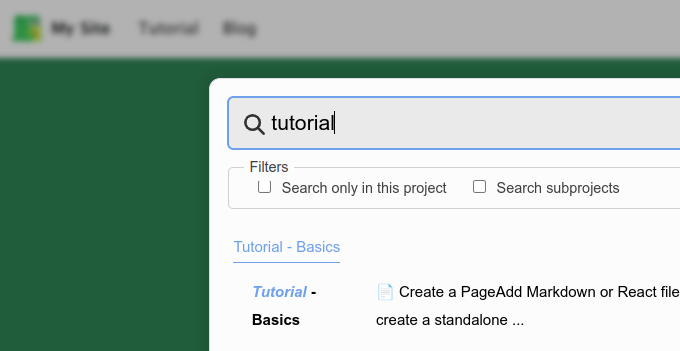 My Site Tutorial Blog
tutorial
Filters
Search only in this project Search subprojects
Tutorial - Basics
Tutorial - 📄 Create a PageAdd Markdown or React file
Basics create a standalone ...